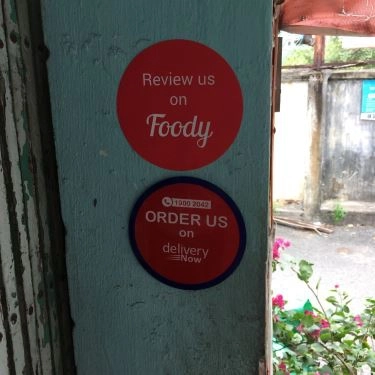 Review us
on
Foody
1900 2042
ORDER US
on
delivery
Now